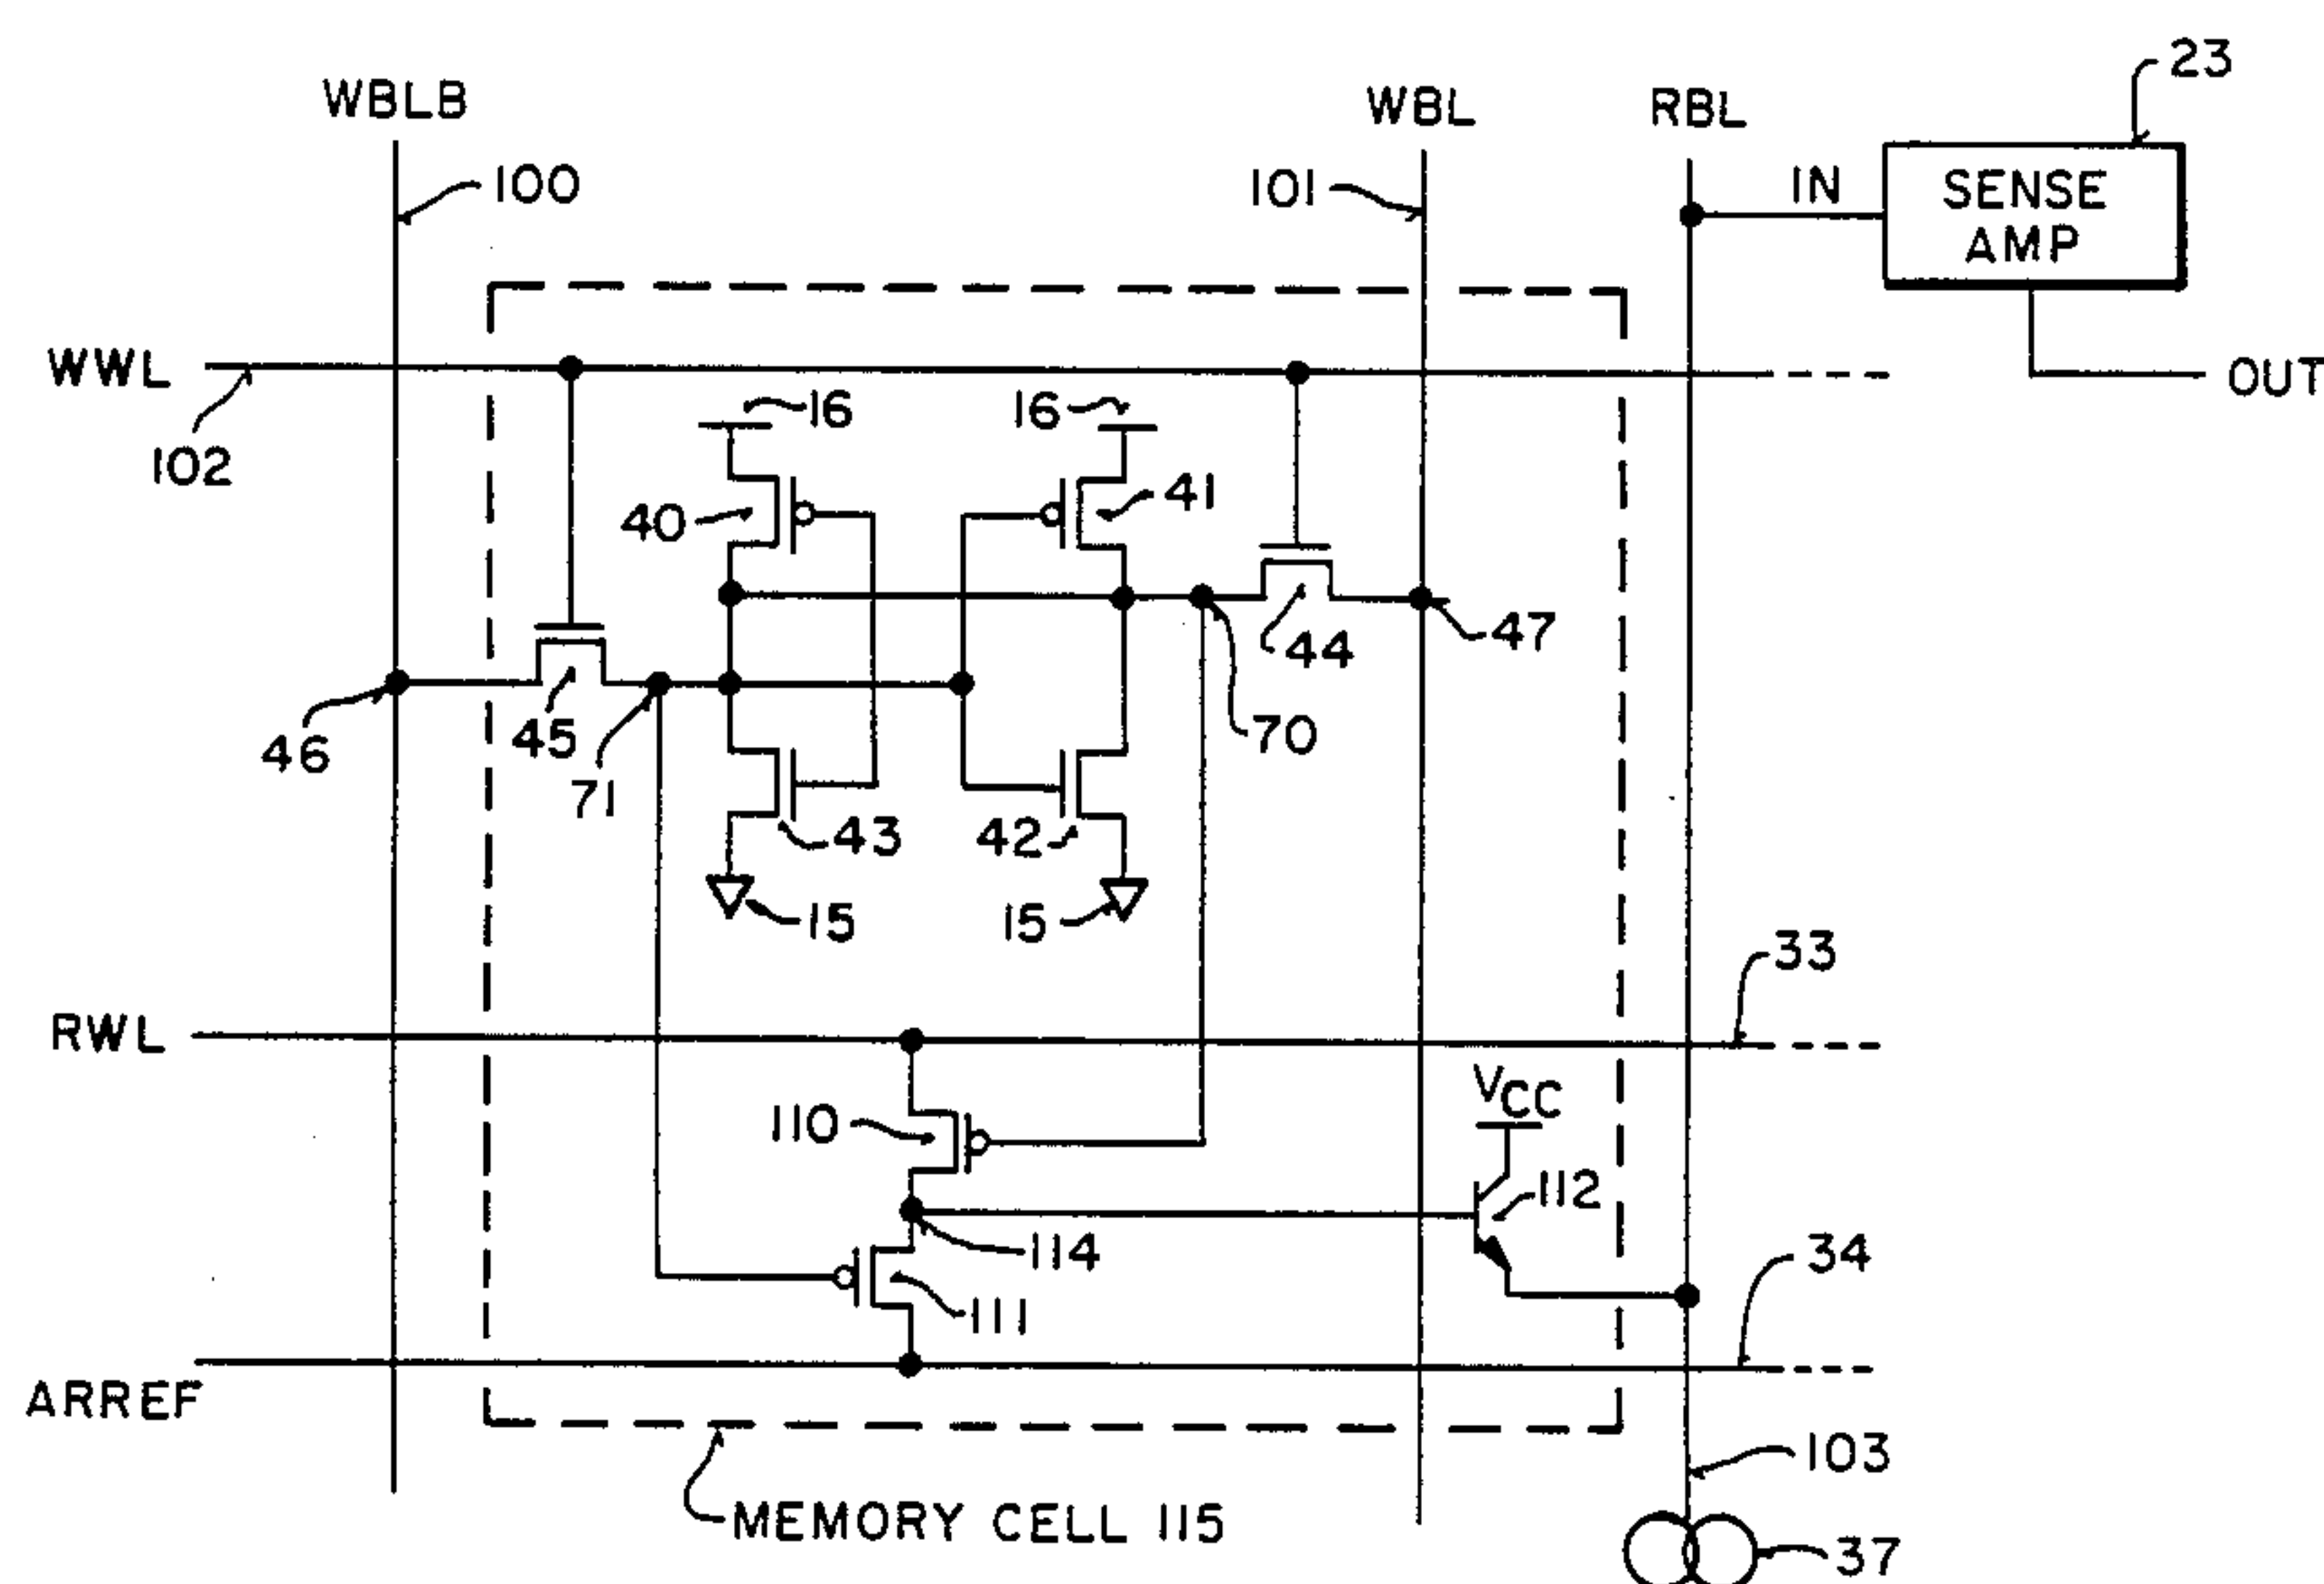 23
WBLB
WBL
RBL
100
101
IN
SENSE
AMP
WWL
OUT
102
16
16
40
41
44
47
46
45
71
70
43
42
15
15
33
RWL
VCC
110
112
114
34
111
ARREF
103
MEMORY CELL 115
37